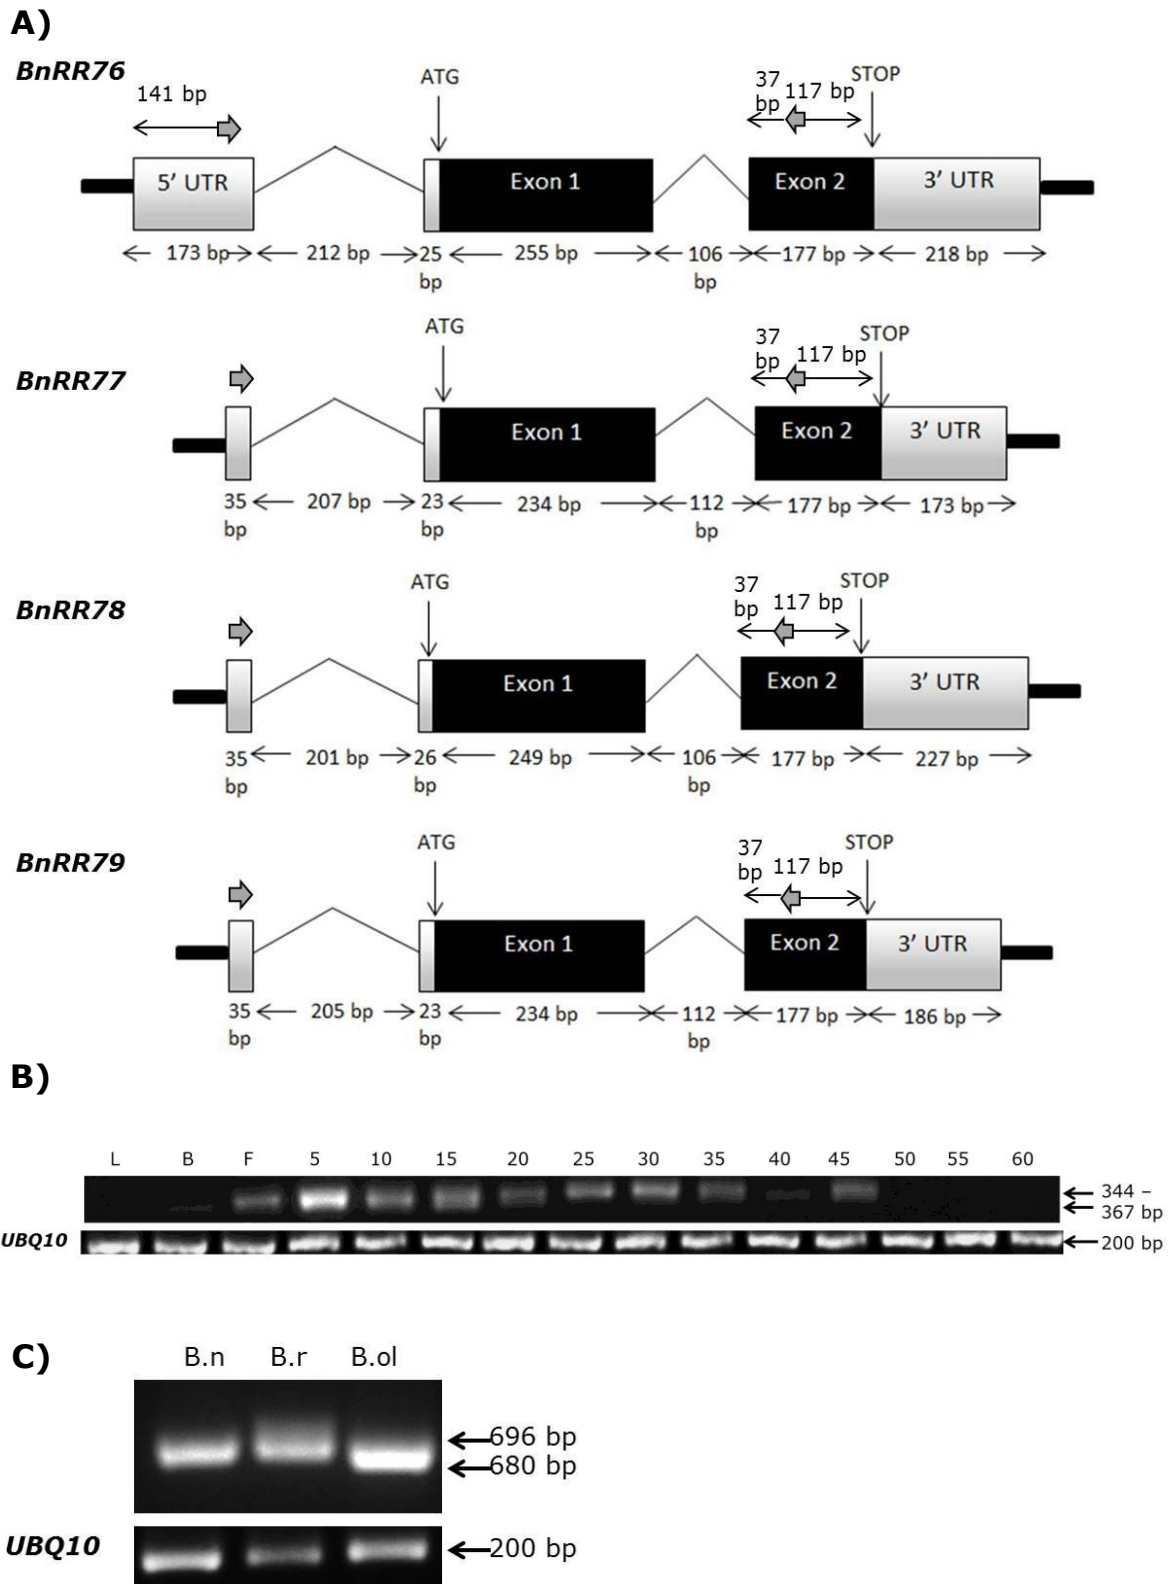 A)
BnRR76
141 bp
ATG
37 bp
117 bp
STOP
5' UTR
Exon 1
Exon 2
3' UTR
173 bp
212 bp
25 bp
255 bp
106 bp
177 bp
218 bp
BnRR77
ATG
37 bp
117 bp
STOP
Exon 1
Exon 2
3' UTR
35 bp
207 bp
23 bp
234 bp
112 bp
177 bp
173 bp
BnRR78
ATG
37 bp
117 bp
STOP
Exon 1
Exon 2
3' UTR
35 bp
201 bp
26 bp
249 bp
106 bp
177 bp
227 bp
BnRR79
ATG
37 bp
117 bp
STOP
Exon 1
Exon 2
3' UTR
35 bp
205 bp
23 bp
234 bp
112 bp
177 bp
186 bp
B)
L B F 5 10 15 20 25 30 35 40 45 50 55 60
344 –
367 bp
UBQ10
200 bp
C)
B.n B.r B.ol
696 bp
680 bp
UBQ10
200 bp